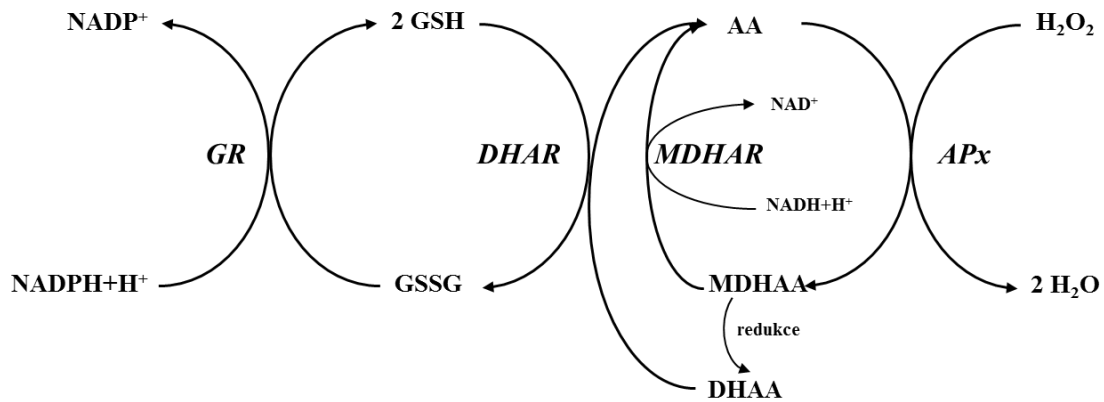 NADP⁺
2 GSH
AA
H₂O₂
NAD⁺
GR
DHAR
MDHAR
APx
NADH+H⁺
NADPH+H⁺
GSSG
MDHAA
2 H₂O
redukce
DHAA